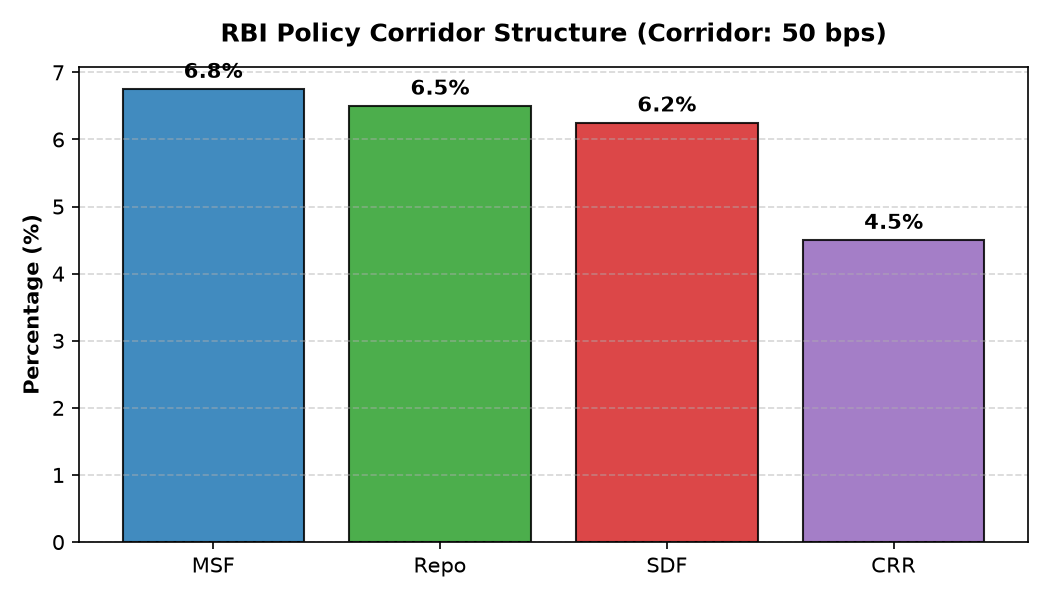 RBI Policy Corridor Structure (Corridor: 50 bps)
Percentage (%)
7
6
5
4
3
2
1
0
6.8%
6.5%
6.2%
4.5%
MSF
Repo
SDF
CRR